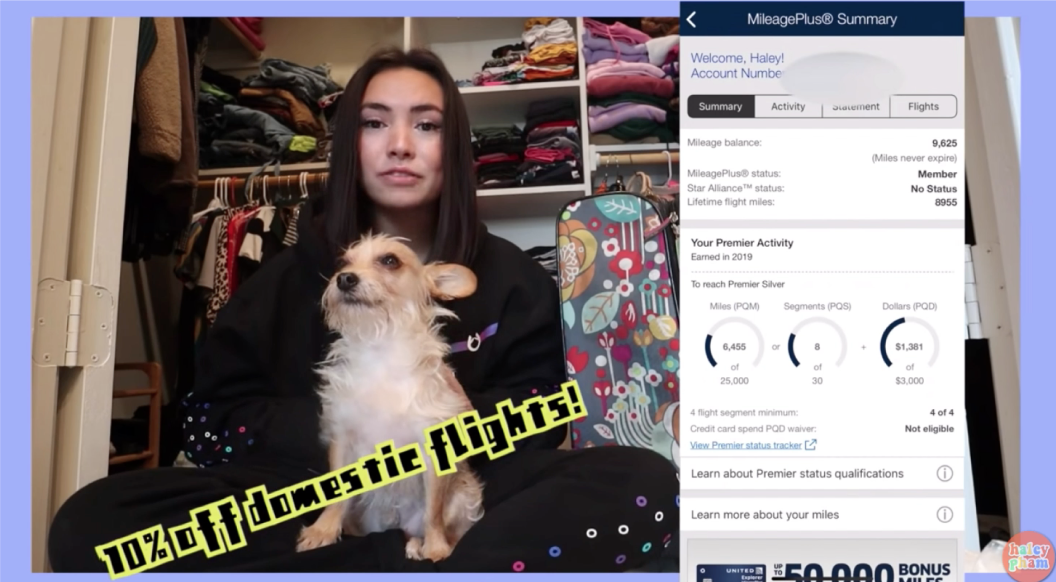 10% off domestic flights!
MileagePlus® Summary
Welcome, Haley!
Account Numbe
Summary
Activity
Statement
Flights
Mileage balance:
9,625
(Miles never expire)
MileagePlus® status:
Member
Star Alliance™ status:
No Status
Lifetime flight miles:
8955
Your Premier Activity
Earned in 2019
To reach Premier Silver
Miles (PQM)
Segments (PQS)
Dollars (PQD)
6,455
or
8
+
$1,381
of
of
of
25,000
30
$3,000
4 flight segment minimum:
4 of 4
Credit card spend PQD waiver:
Not eligible
View Premier status tracker
Learn about Premier status qualifications
Learn more about your miles
UNITED
Explorer
UP TO
50,000
BONUS
MILES
haley
pham